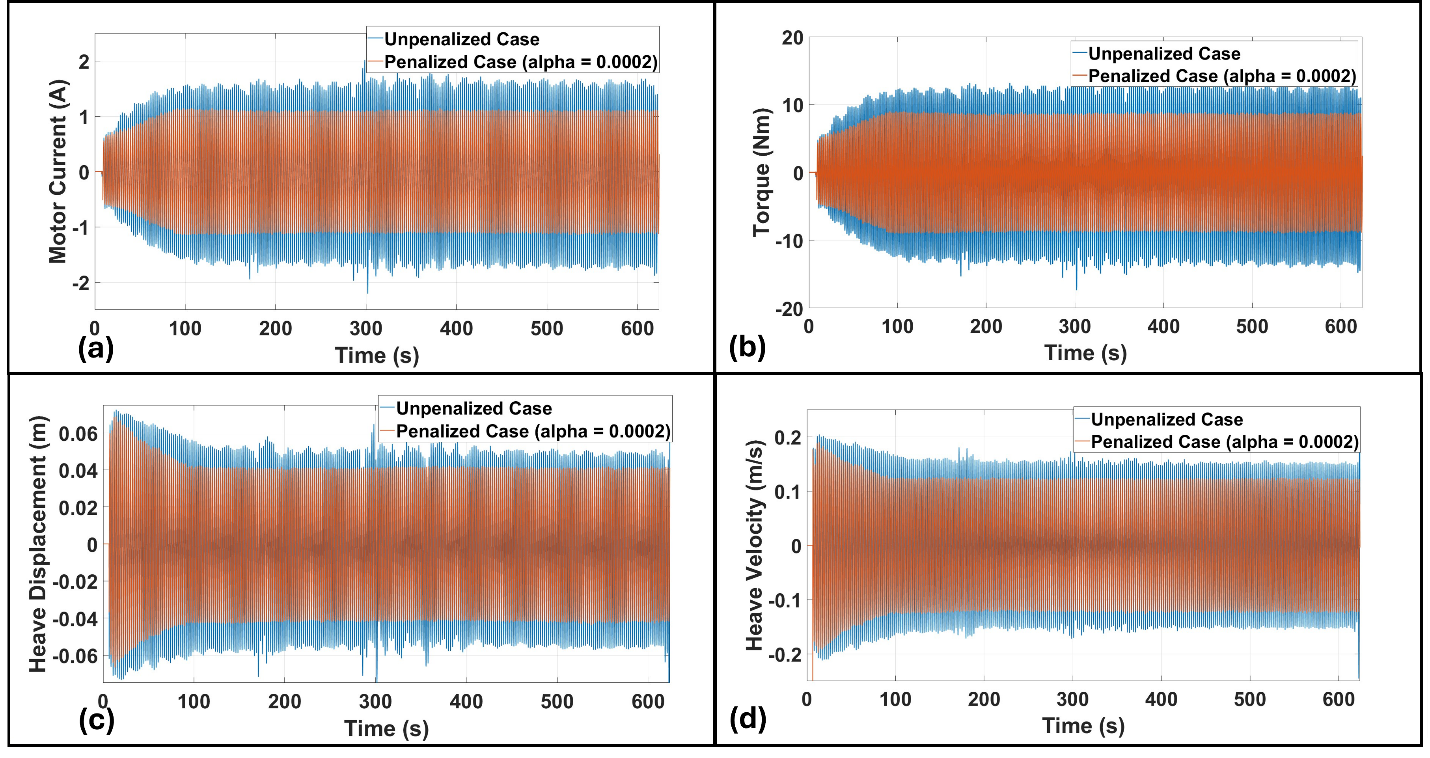 Unpenalized Case
Penalized Case (alpha = 0.0002)
Motor Current (A)
2
1
0
-1
-2
0 100 200 300 400 500 600
Time (s)
(a)
Unpenalized Case
Penalized Case (alpha = 0.0002)
Torque (Nm)
20
10
0
-10
-20
0 100 200 300 400 500 600
Time (s)
(b)
Unpenalized Case
Penalized Case (alpha = 0.0002)
Heave Displacement (m)
0.06
0.04
0.02
0
-0.02
-0.04
-0.06
0 100 200 300 400 500 600
Time (s)
(c)
Unpenalized Case
Penalized Case (alpha = 0.0002)
Heave Velocity (m/s)
0.2
0.1
0
-0.1
-0.2
0 100 200 300 400 500 600
Time (s)
(d)